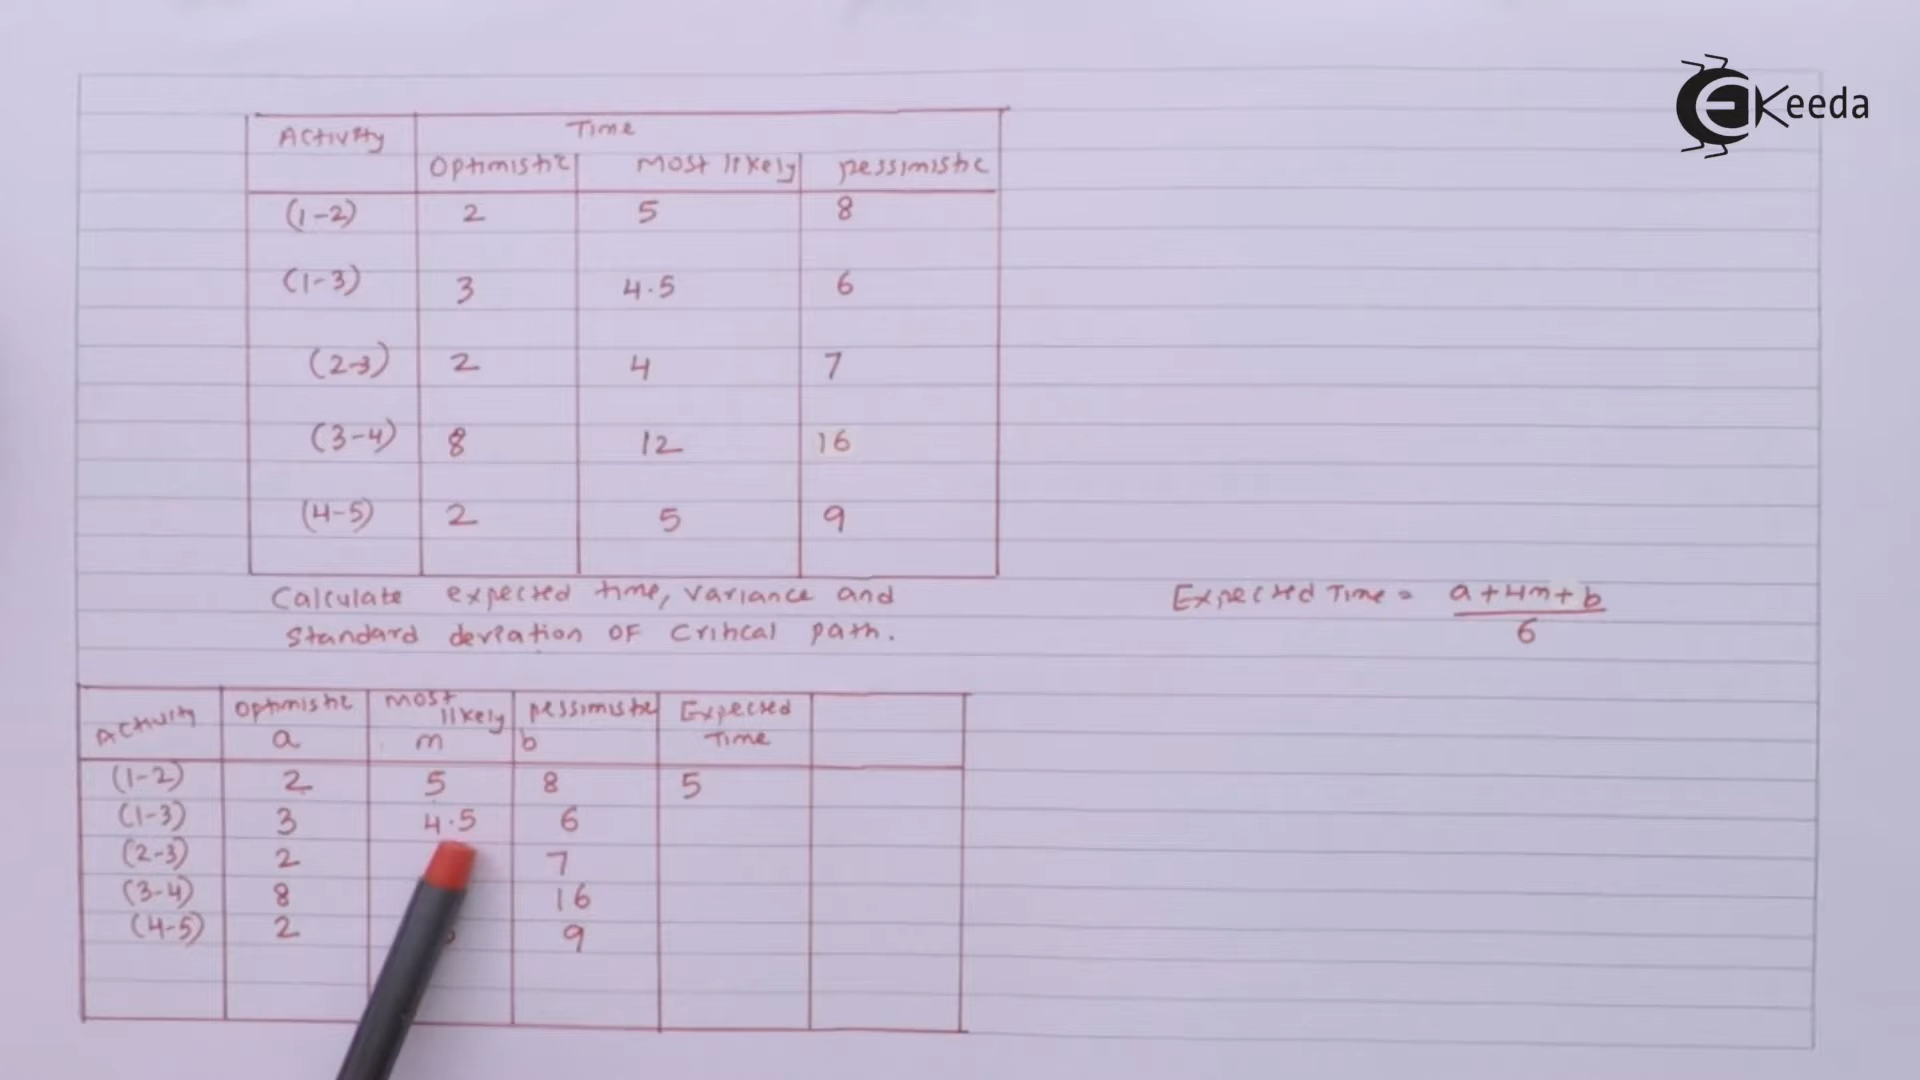 EKeeda
Activity Time
Optimistic Most likely pessimistic
(1-2) 2 5 8
(1-3) 3 4.5 6
(2-3) 2 4 7
(3-4) 8 12 16
(4-5) 2 5 9
Calculate expected time, variance and
Standard deviation OF Critical path.
Expected Time = a+4m+b
6
Activity Optimistic most likely pessimistic Expected Time
a m b
(1-2) 2 5 8 5
(1-3) 3 4.5 6
(2-3) 2 7
(3-4) 8 16
(4-5) 2 9